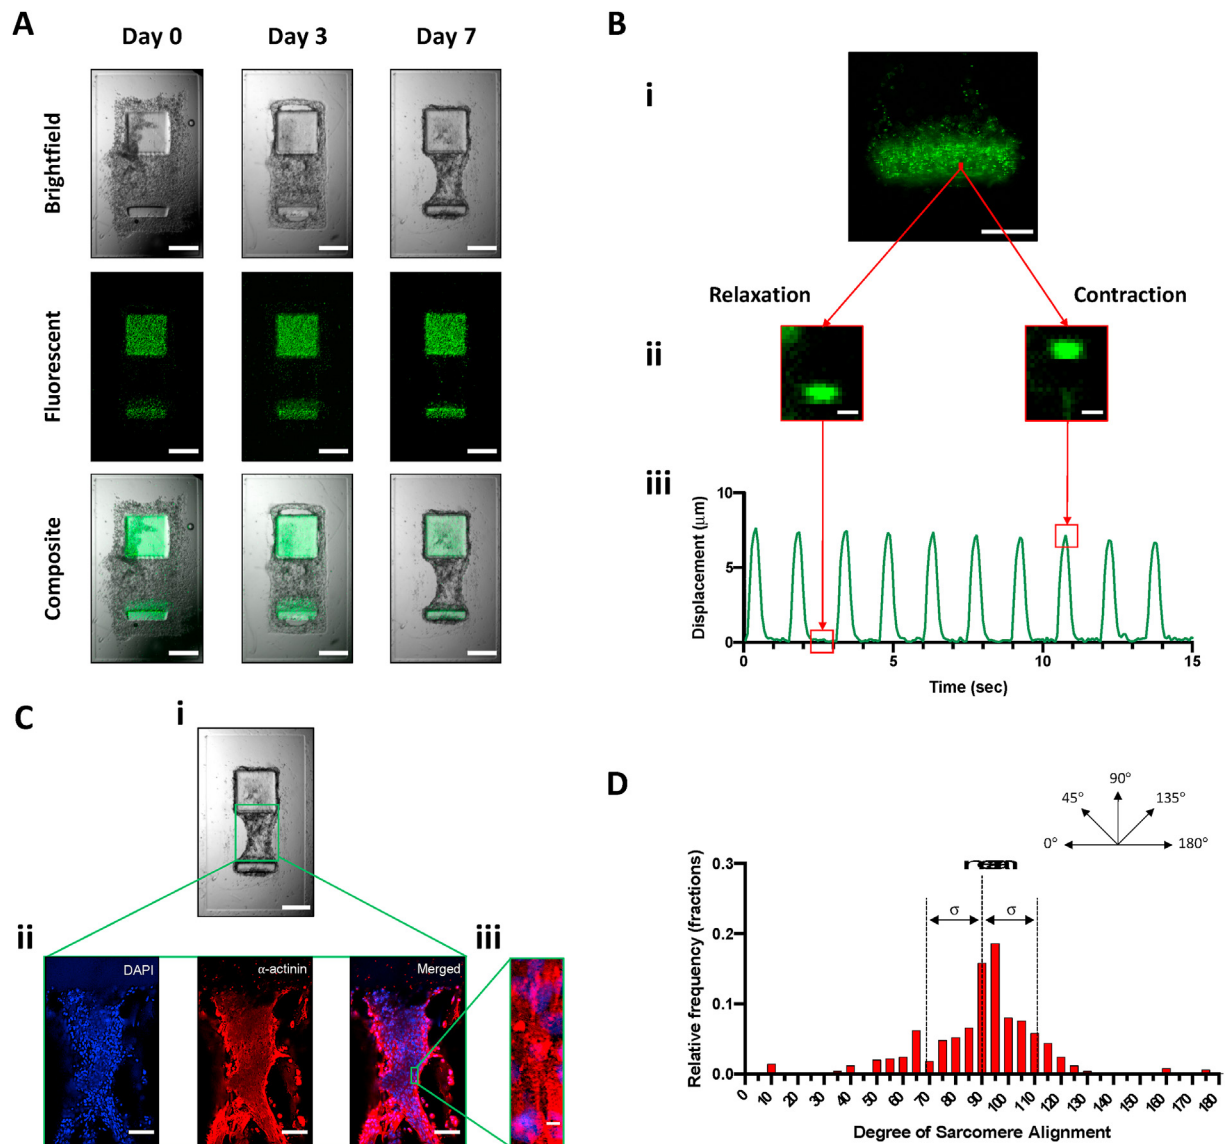 A
Day 0
Day 3
Day 7
Brightfield
Fluorescent
Composite
B
i
Relaxation
Contraction
ii
iii
Displacement (μm)
10
5
0
0
5
10
15
Time (sec)
C
i
ii
DAPI
α-actinin
Merged
iii
D
90°
45°
135°
0°
180°
Relative frequency (fractions)
0.3
0.2
0.1
0.0
σ
σ
0
10
20
30
40
50
60
70
80
90
100
110
120
130
140
150
160
170
180
Degree of Sarcomere Alignment